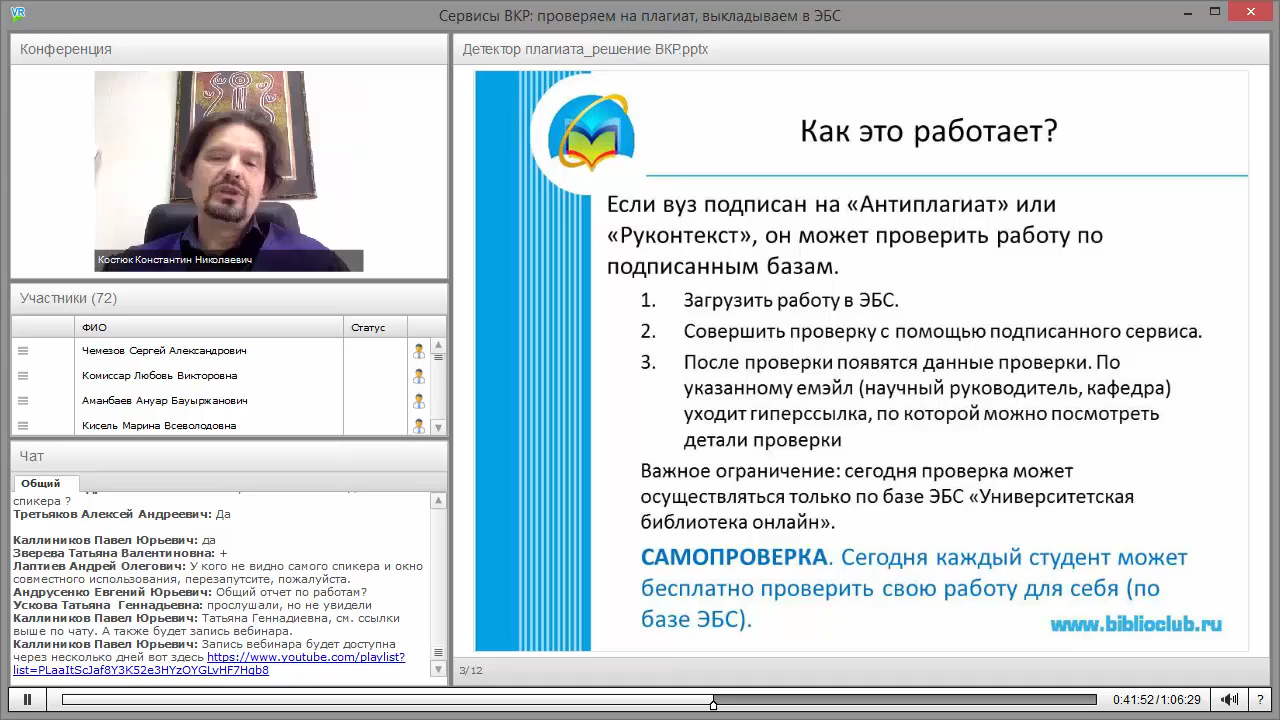 VR
Сервисы ВКР: проверяем на плагиат, выкладываем в ЭБС
Конференция
Костюк Константин Николаевич
Участники (72)
ФИО
Статус
Чемезов Сергей Александрович
Комиссар Любовь Викторовна
Аманбаев Ануар Бауыржанович
Кисель Марина Всеволодовна
Чат
Общий
спикера ?
Третьяков Алексей Андреевич: Да
Каллиников Павел Юрьевич: да
Зверева Татьяна Валентиновна: +
Лаптиев Андрей Олегович: У кого не видно самого спикера и окно
совместного использования, перезапустите, пожалуйста.
Андрусенко Евгений Юрьевич: Общий отчет по работам?
Ускова Татьяна Геннадьевна: прослушали, но не увидели
Каллиников Павел Юрьевич: Татьяна Геннадиевна, см. ссылки
выше по чату. А также будет запись вебинара.
Каллиников Павел Юрьевич: Запись вебинара будет доступна
через несколько дней вот здесь https://www.youtube.com/playlist?
list=PLaaItScJaf8Y3K52e3HYzOYGLvHF7Hgb8
Детектор плагиата_решение ВКР.pptx
Как это работает?
Если вуз подписан на «Антиплагиат» или
«Руконтекст», он может проверить работу по
подписанным базам.
1. Загрузить работу в ЭБС.
2. Совершить проверку с помощью подписанного сервиса.
3. После проверки появятся данные проверки. По
указанному емэйл (научный руководитель, кафедра)
уходит гиперссылка, по которой можно посмотреть
детали проверки
Важное ограничение: сегодня проверка может
осуществляться только по базе ЭБС «Университетская
библиотека онлайн».
САМОПРОВЕРКА. Сегодня каждый студент может
бесплатно проверить свою работу для себя (по
базе ЭБС).
www.biblioclub.ru
3/12
0:41:52/1:06:29
?